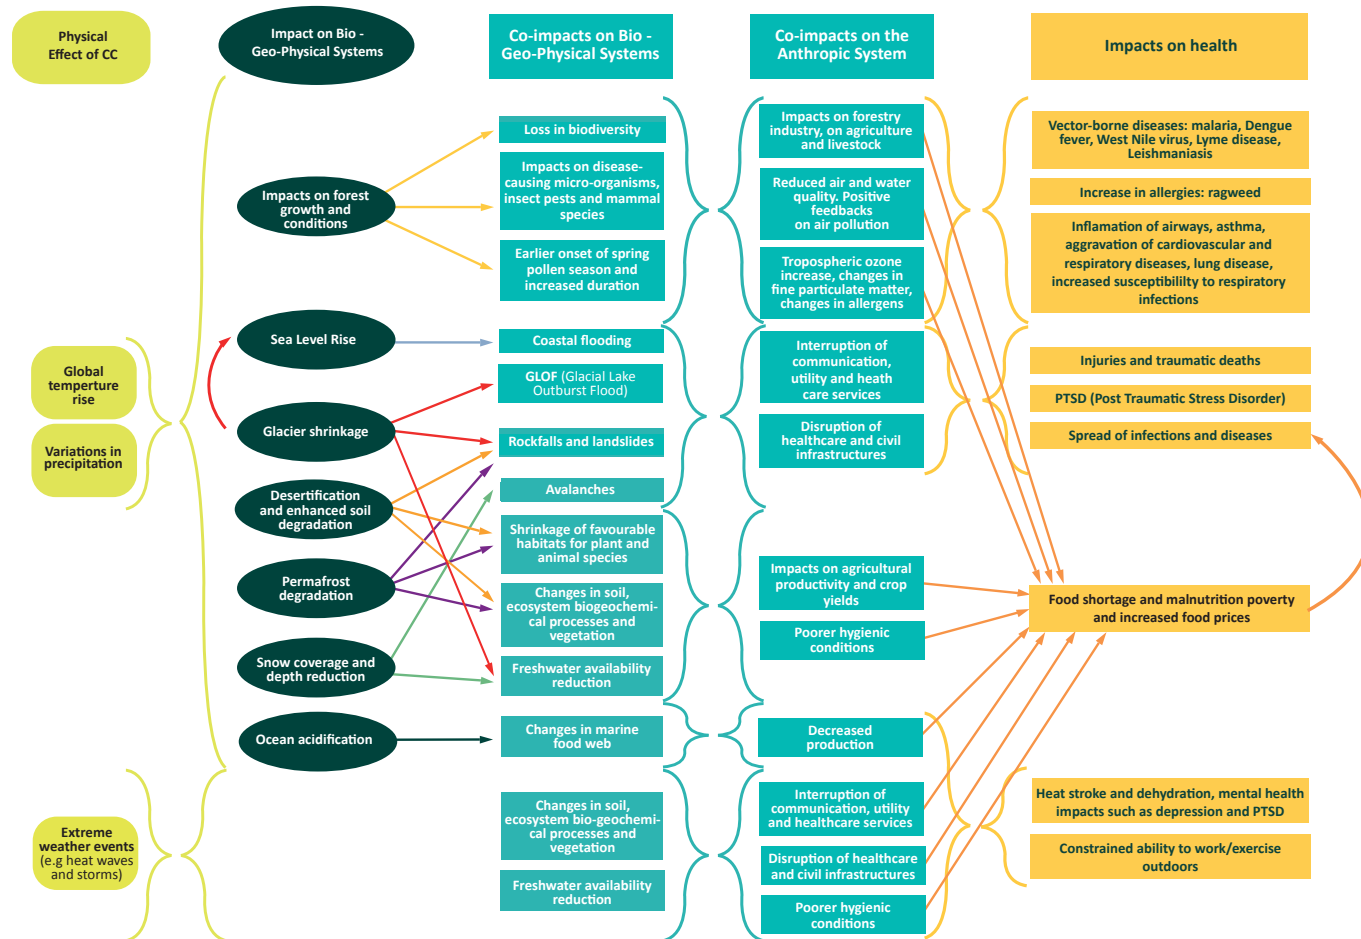 Physical
Effect of CC
Impact on Bio -
Geo-Physical Systems
Co-impacts on Bio -
Geo-Physical Systems
Co-impacts on the
Anthropic System
Impacts on health
Global
temperture
rise
Variations in
precipitation
Extreme
weather events
(e.g heat waves
and storms)
Impacts on forest
growth and
conditions
Sea Level Rise
Glacier shrinkage
Desertification
and enhanced soil
degradation
Permafrost
degradation
Snow coverage and
depth reduction
Ocean acidification
Loss in biodiversity
Impacts on disease-
causing micro-organisms,
insect pests and mammal
species
Earlier onset of spring
pollen season and
increased duration
Coastal flooding
GLOF (Glacial Lake
Outburst Flood)
Rockfalls and landslides
Avalanches
Shrinkage of favourable
habitats for plant and
animal species
Changes in soil,
ecosystem biogeochemi-
cal processes and
vegetation
Freshwater availability
reduction
Changes in marine
food web
Changes in soil,
ecosystem bio-geochemi-
cal processes and
vegetation
Freshwater availability
reduction
Impacts on forestry
industry, on agriculture
and livestock
Reduced air and water
quality. Positive
feedbacks
on air pollution
Tropospheric ozone
increase, changes in
fine particulate matter,
changes in allergens
Interruption of
communication,
utility and heath
care services
Disruption of
healthcare and civil
infrastructures
Impacts on agricultural
productivity and crop
yields
Poorer hygienic
conditions
Decreased
production
Interruption of
communication, utility
and healthcare services
Disruption of healthcare
and civil infrastructures
Poorer hygienic
conditions
Vector-borne diseases: malaria, Dengue
fever, West Nile virus, Lyme disease,
Leishmaniasis
Increase in allergies: ragweed
Inflamation of airways, asthma,
aggravation of cardiovascular and
respiratory diseases, lung disease,
increased susceptibility to respiratory
infections
Injuries and traumatic deaths
PTSD (Post Traumatic Stress Disorder)
Spread of infections and diseases
Food shortage and malnutrition poverty
and increased food prices
Heat stroke and dehydration, mental health
impacts such as depression and PTSD
Constrained ability to work/exercise
outdoors